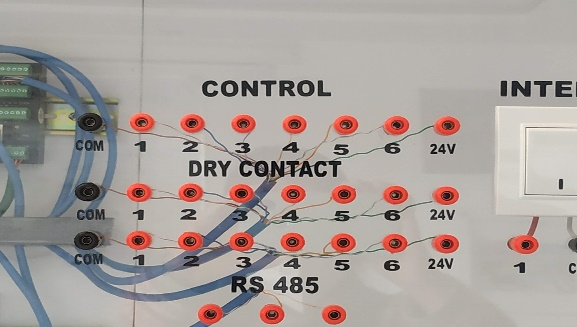 CONTROL
INTE
COM 1 2 3 4 5 6 24V
DRY CONTACT
COM 1 2 3 4 5 6 24V
COM 1 2 3 4 5 6 24V
1 C
RS 485